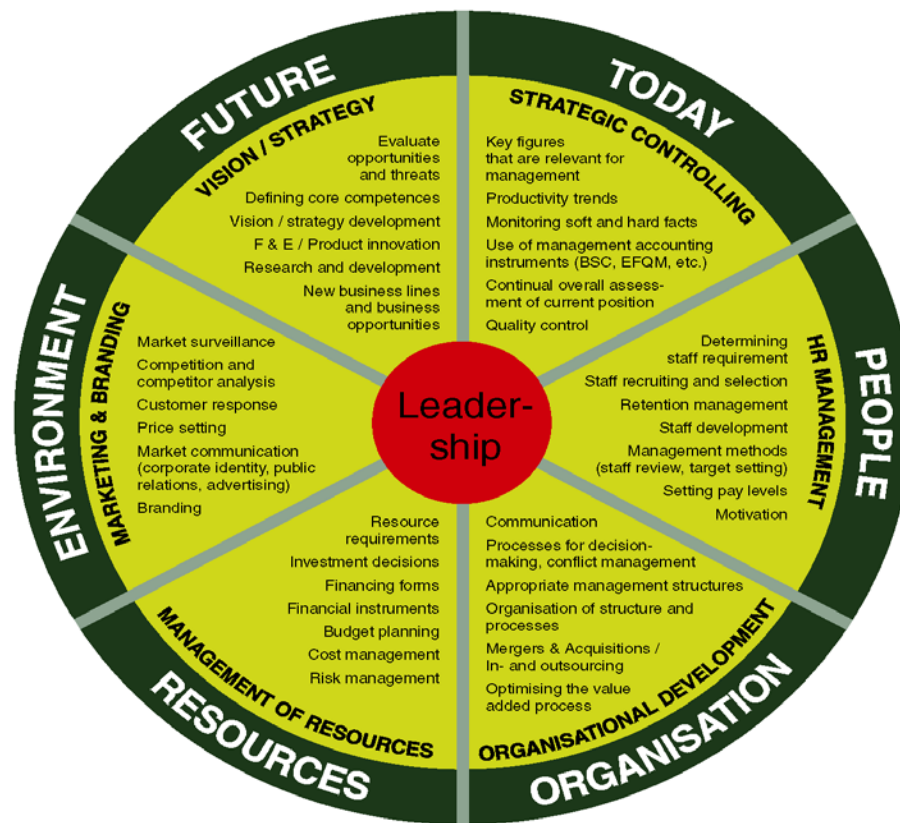 FUTURE
VISION / STRATEGY
Evaluate
opportunities
and threats
Defining core competences
Vision / strategy development
F & E / Product innovation
Research and development
New business lines
and business
opportunities
TODAY
STRATEGIC CONTROLLING
Key figures
that are relevant for
management
Productivity trends
Monitoring soft and hard facts
Use of management accounting
instruments (BSC, EFQM, etc.)
Continual overall assess-
ment of current position
Quality control
PEOPLE
HR MANAGEMENT
Determining
staff requirement
Staff recruiting and selection
Retention management
Staff development
Management methods
(staff review, target setting)
Setting pay levels
Motivation
ORGANISATION
ORGANISATIONAL DEVELOPMENT
Communication
Processes for decision-
making, conflict management
Appropriate management structures
Organisation of structure and
processes
Mergers & Acquisitions /
In- and outsourcing
Optimising the value
added process
RESOURCES
MANAGEMENT OF RESOURCES
Resource
requirements
Investment decisions
Financing forms
Financial instruments
Budget planning
Cost management
Risk management
ENVIRONMENT
MARKETING & BRANDING
Market surveillance
Competition and
competitor analysis
Customer response
Price setting
Market communication
(corporate identity, public
relations, advertising)
Branding
Leader-
ship